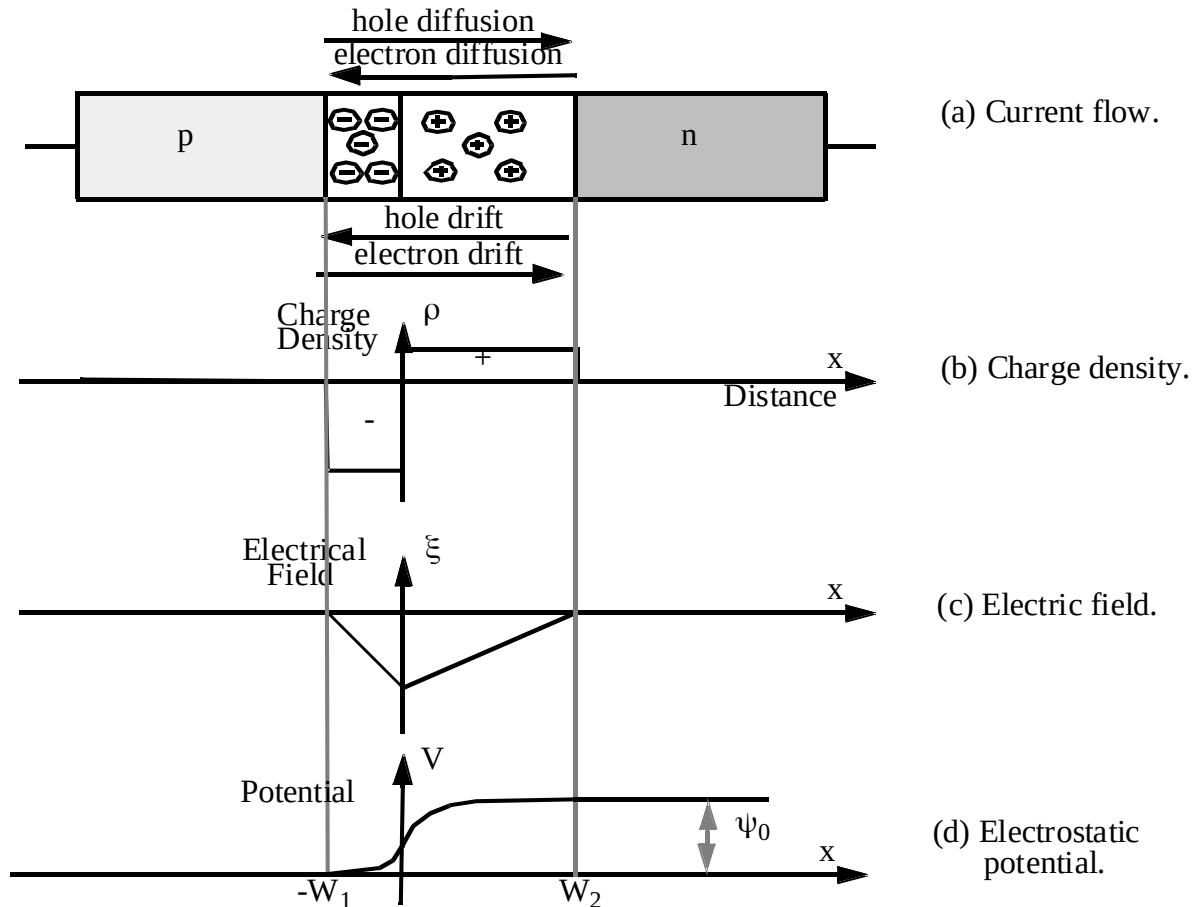 hole diffusion
electron diffusion
p
n
(a) Current flow.
hole drift
electron drift
Charge
Density
ρ
+
-
x
Distance
(b) Charge density.
Electrical
Field
ξ
x
(c) Electric field.
Potential
V
ψ0
x
-W1
W2
(d) Electrostatic
potential.